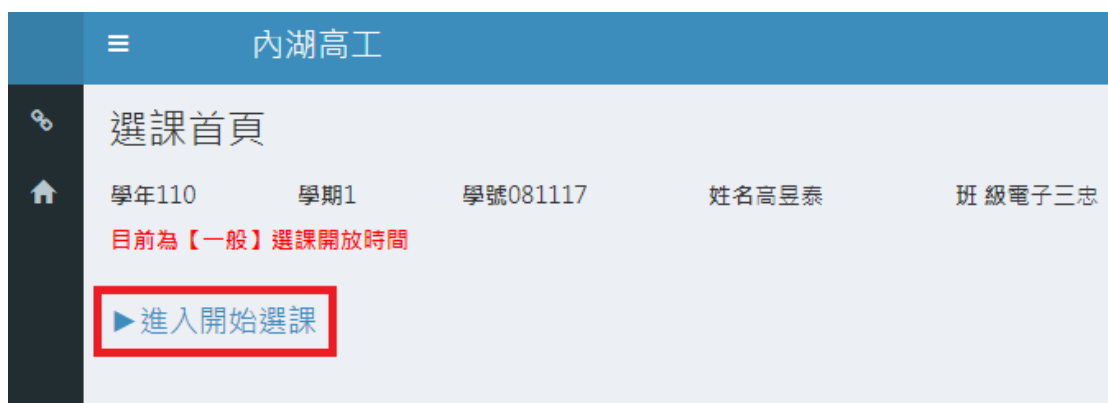 內湖高工
選課首頁
學年110 學期1 學號081117 姓名高昱泰 班 級電子三忠
目前為【一般】選課開放時間
▶進入開始選課